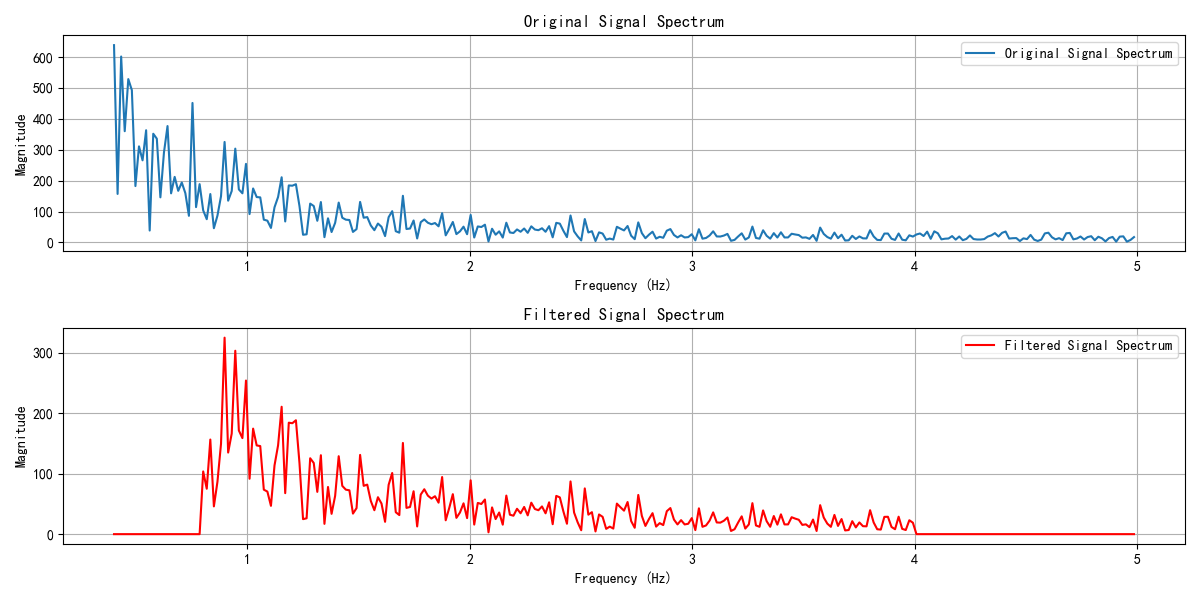 Original Signal Spectrum
Original Signal Spectrum
Magnitude
600
500
400
300
200
100
0
1
2
3
4
5
Frequency (Hz)
Filtered Signal Spectrum
Filtered Signal Spectrum
Magnitude
300
200
100
0
1
2
3
4
5
Frequency (Hz)